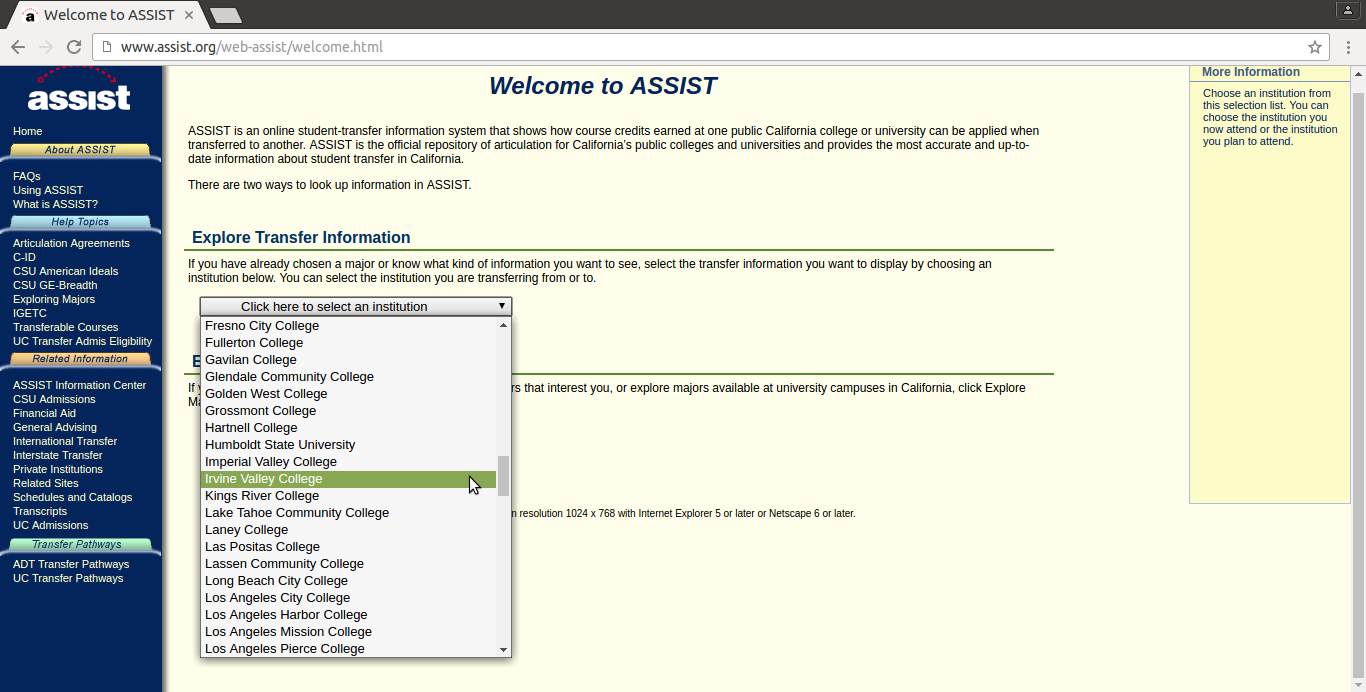 Welcome to ASSIST
www.assist.org/web-assist/welcome.html
assist
Home
About ASSIST
FAQs
Using ASSIST
What is ASSIST?
Help Topics
Articulation Agreements
C-ID
CSU American Ideals
CSU GE-Breadth
Exploring Majors
IGETC
Transferable Courses
UC Transfer Admis Eligibility
Related Information
ASSIST Information Center
CSU Admissions
Financial Aid
General Advising
International Transfer
Interstate Transfer
Private Institutions
Related Sites
Schedules and Catalogs
Transcripts
UC Admissions
Transfer Pathways
ADT Transfer Pathways
UC Transfer Pathways
Welcome to ASSIST
ASSIST is an online student-transfer information system that shows how course credits earned at one public California college or university can be applied when
transferred to another. ASSIST is the official repository of articulation for California's public colleges and universities and provides the most accurate and up-to-
date information about student transfer in California.
There are two ways to look up information in ASSIST.
Explore Transfer Information
If you have already chosen a major or know what kind of information you want to see, select the transfer information you want to display by choosing an
institution below. You can select the institution you are transferring from or to.
Click here to select an institution
Fresno City College
Fullerton College
Gavilan College
Glendale Community College
Golden West College
Grossmont College
Hartnell College
Humboldt State University
Imperial Valley College
Irvine Valley College
Kings River College
Lake Tahoe Community College
Laney College
Las Positas College
Lassen Community College
Long Beach City College
Los Angeles City College
Los Angeles Harbor College
Los Angeles Mission College
Los Angeles Pierce College
If
that interest you, or explore majors available at university campuses in California, click Explore
resolution 1024 x 768 with Internet Explorer 5 or later or Netscape 6 or later.
More Information
Choose an institution from
this selection list. You can
choose the institution you
now attend or the institution
you plan to attend.